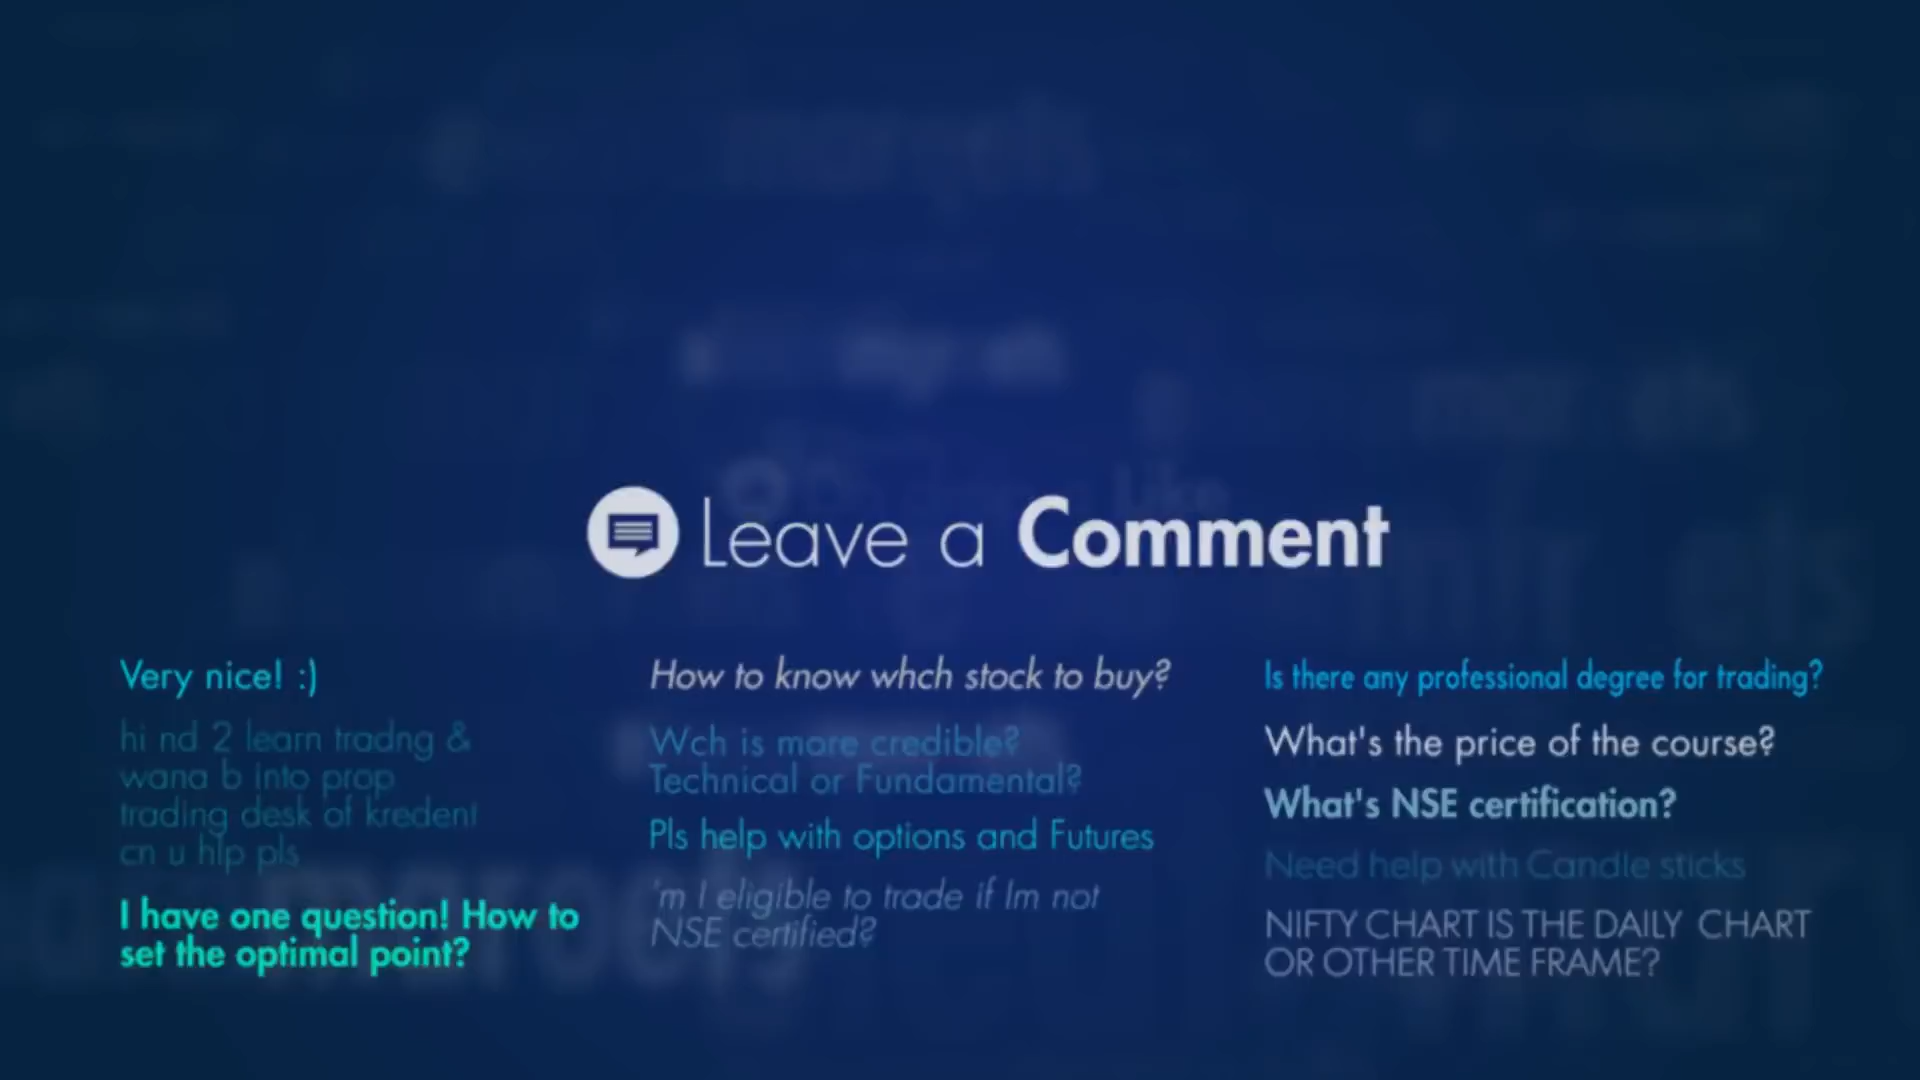 Leave a Comment
Very nice! :)
hi nd 2 learn tradng &
wana b into prop
trading desk of kredent
cn u hlp pls
I have one question! How to
set the optimal point?
How to know whch stock to buy?
Wch is more credible?
Technical or Fundamental?
Pls help with options and Futures
'm I eligible to trade if Im not
NSE certified?
Is there any professional degree for trading?
What's the price of the course?
What's NSE certification?
Need help with Candle sticks
NIFTY CHART IS THE DAILY CHART
OR OTHER TIME FRAME?